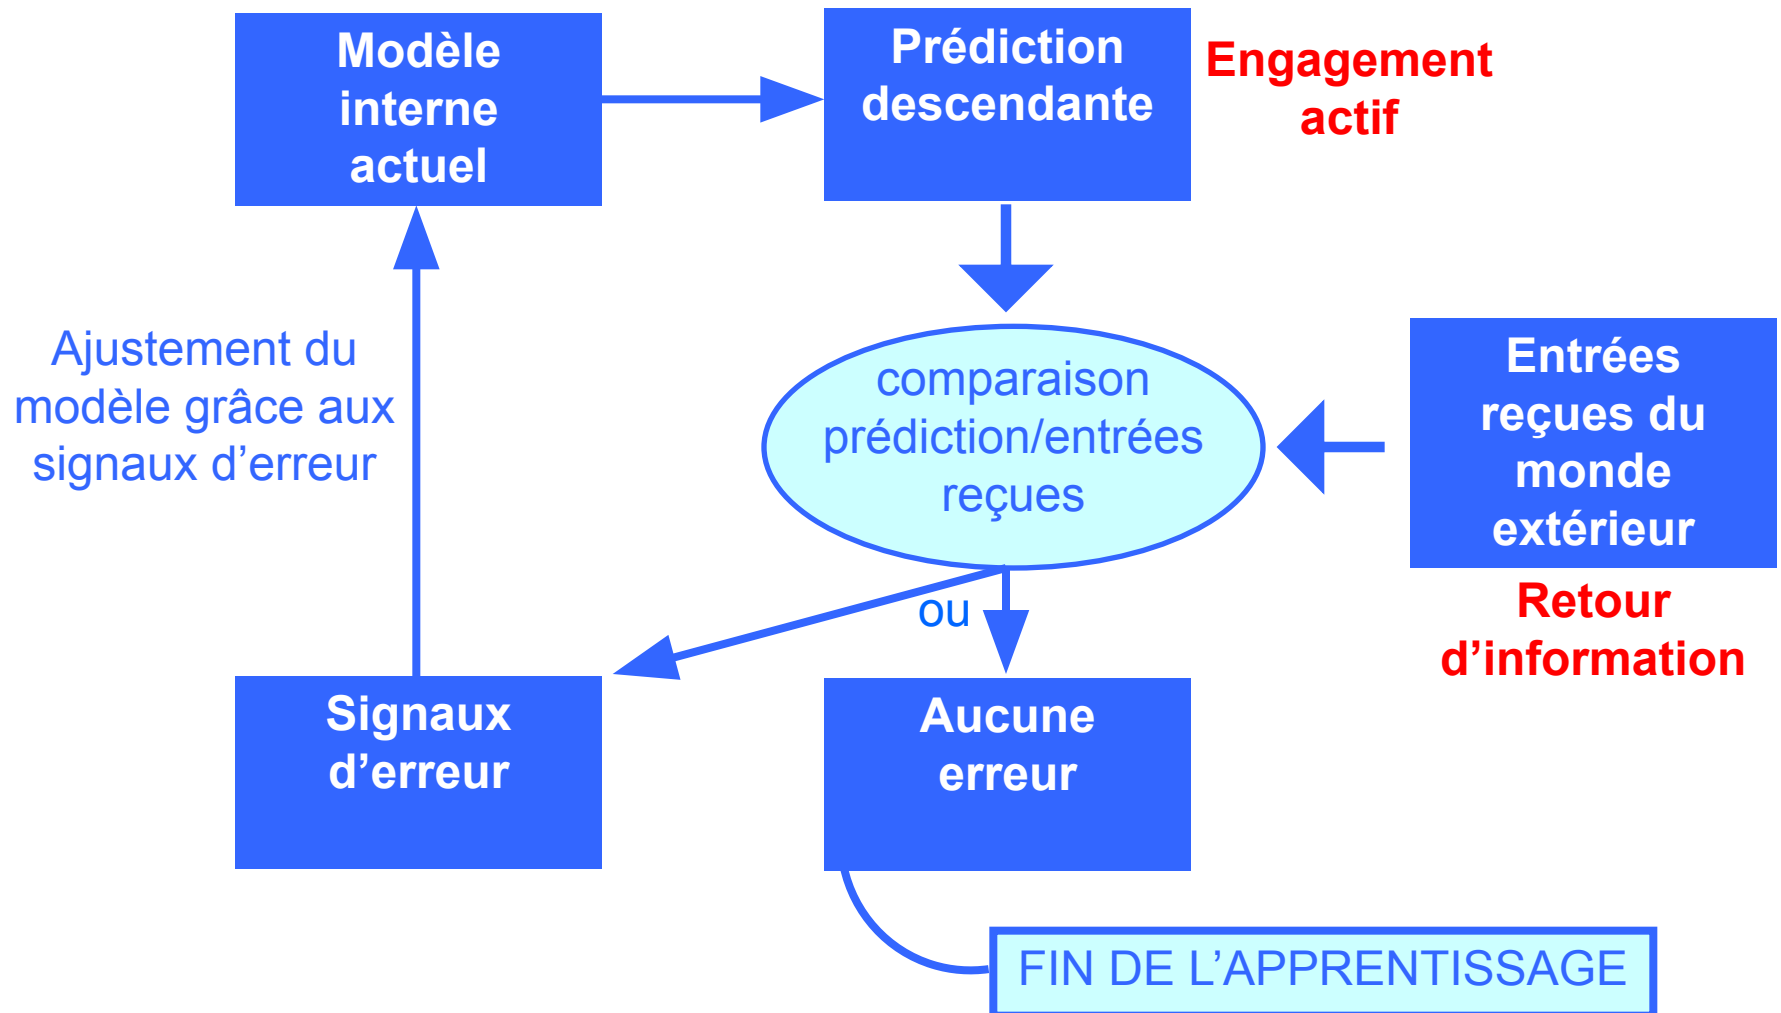 Modèle
interne
actuel
Prédiction
descendante
Engagement
actif
Ajustement du
modèle grâce aux
signaux d’erreur
comparaison
prédiction/entrées
reçues
Entrées
reçues du
monde
extérieur
Retour
d’information
ou
Signaux
d’erreur
Aucune
erreur
FIN DE L’APPRENTISSAGE